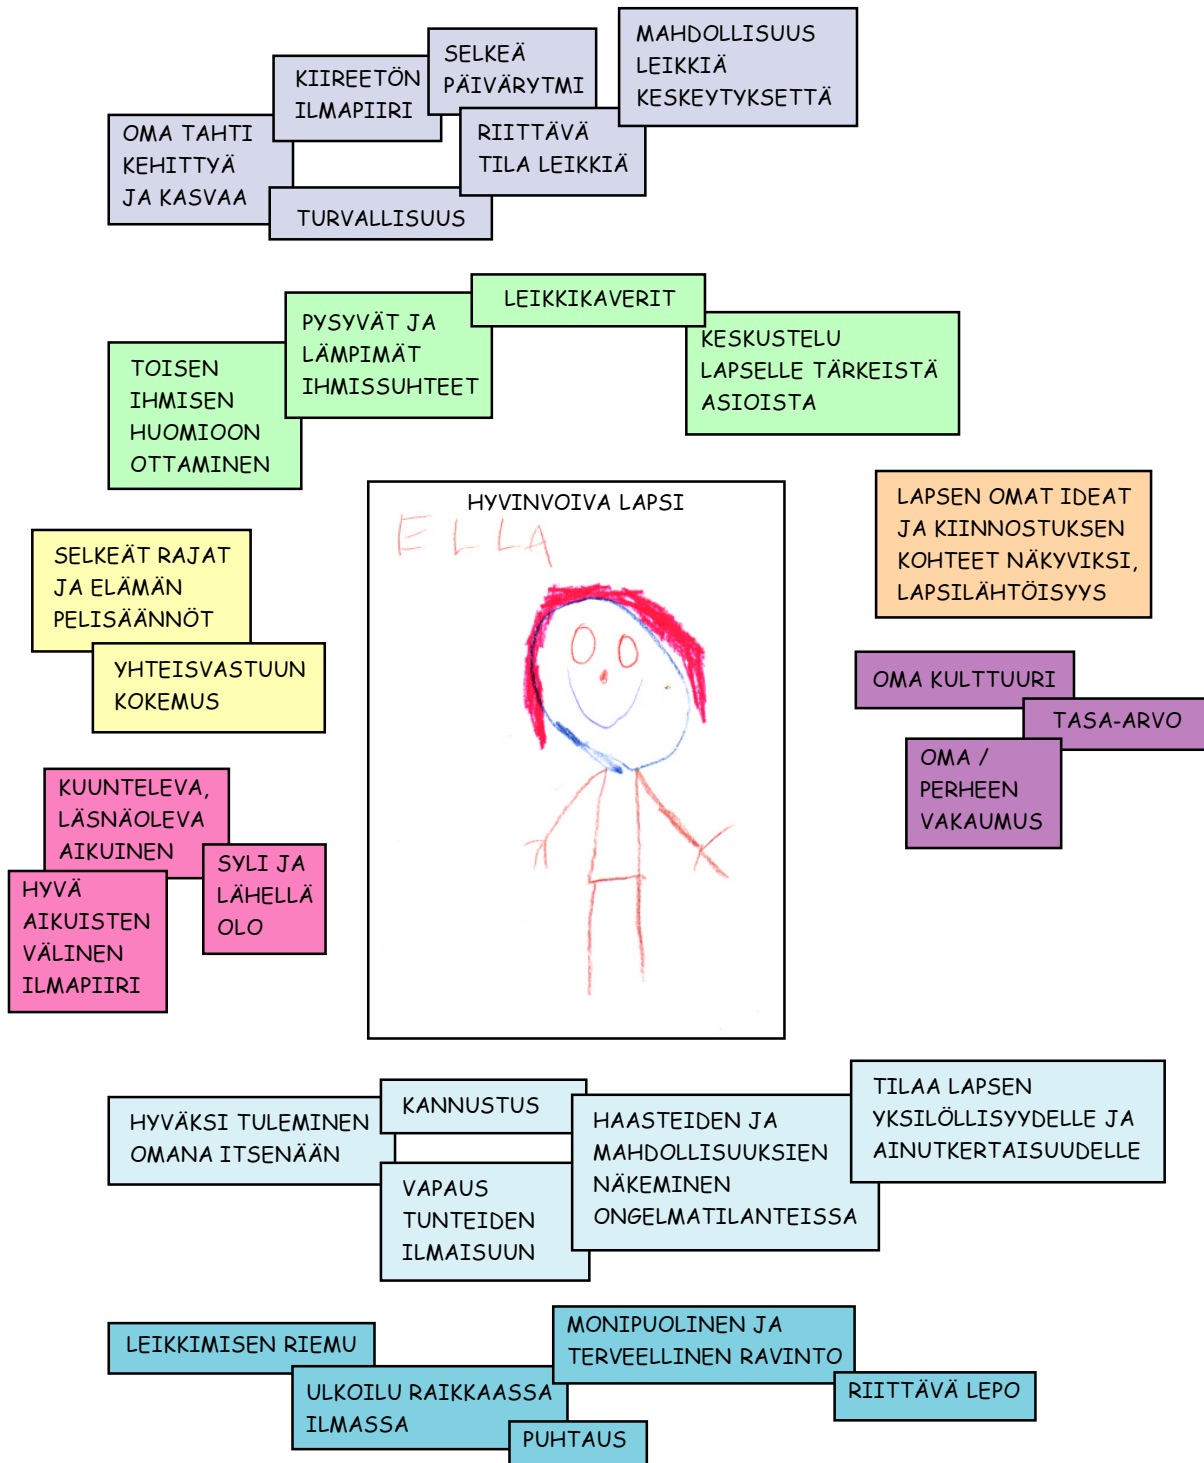 MAHDOLLISUUS
LEIKKIÄ
KESKEYTYKSETTÄ
SELKEÄ
PÄIVÄRYTMI
KIIREETÖN
ILMAPIIRI
RIITTÄVÄ
TILA LEIKKIÄ
OMA TAHTI
KEHITTYÄ
JA KASVAA
TURVALLISUUS
LEIKKIKAVERIT
PYSYVÄT JA
LÄMPIMÄT
IHMISSUHTEET
KESKUSTELU
LAPSELLE TÄRKEISTÄ
ASIOISTA
TOISEN
IHMISEN
HUOMIOON
OTTAMINEN
HYVINVOIVA LAPSI
ELLA
LAPSEN OMAT IDEAT
JA KIINNOSTUKSEN
KOHTEET NÄKYVIKSI,
LAPSILÄHTÖISYYS
SELKEÄT RAJAT
JA ELÄMÄN
PELISÄÄNNÖT
YHTEISVASTUUN
KOKEMUS
OMA KULTTUURI
TASA-ARVO
OMA /
PERHEEN
VAKAUMUS
KUUNTELEVA,
LÄSNÄOLEVA
AIKUINEN
SYLI JA
LÄHELLÄ
OLO
HYVÄ
AIKUISTEN
VÄLINEN
ILMAPIIRI
HYVÄKSI TULEMINEN
OMANA ITSENÄÄN
KANNUSTUS
VAPAUS
TUNTEIDEN
ILMAISUUN
HAASTEIDEN JA
MAHDOLLISUUKSIEN
NÄKEMINEN
ONGELMATILANTEISSA
TILAA LAPSEN
YKSILÖLLISYYDELLE JA
AINUTKERTAISUUDELLE
LEIKKIMISEN RIEMU
ULKOILU RAIKKAASSA
ILMASSA
MONIPUOLINEN JA
TERVEELLINEN RAVINTO
PUHTAUS
RIITTÄVÄ LEPO